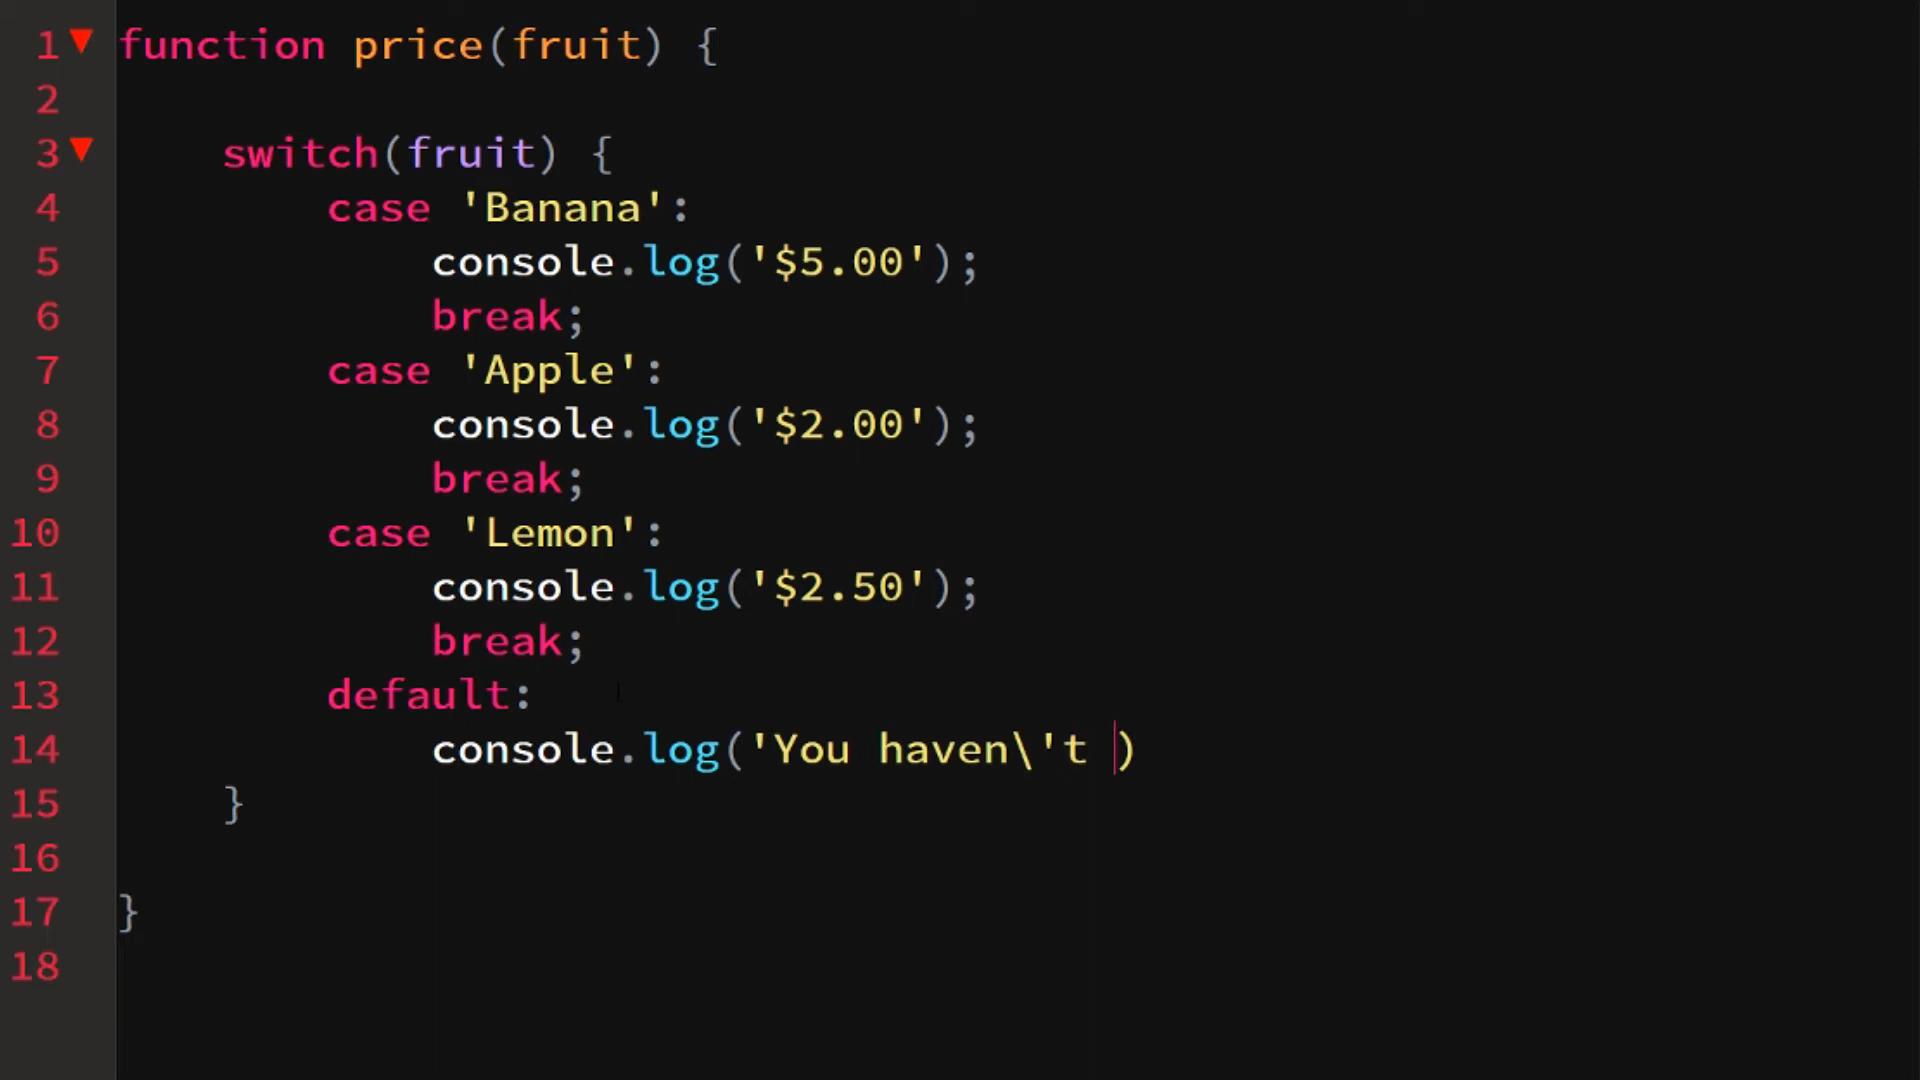 1 function price(fruit) {
2
3 switch(fruit) {
4 case 'Banana':
5 console.log('$5.00');
6 break;
7 case 'Apple':
8 console.log('$2.00');
9 break;
10 case 'Lemon':
11 console.log('$2.50');
12 break;
13 default:
14 console.log('You haven\'t )
15 }
16
17 }
18